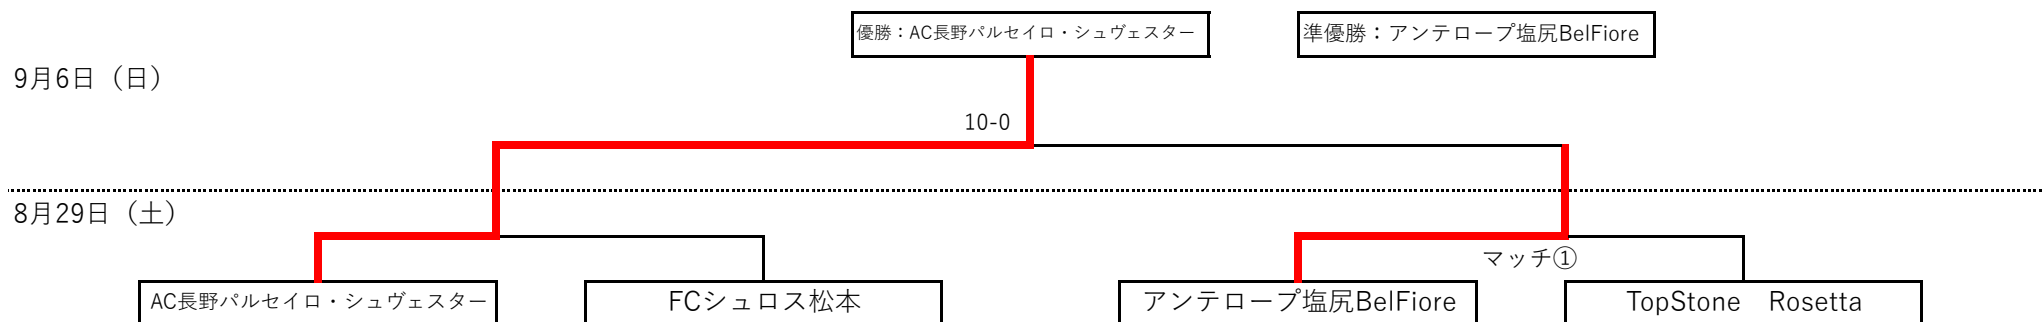 優勝：AC長野パルセイロ・シュヴェスター
準優勝：アンテロープ塩尻BelFiore
9月6日（日）
10-0
8月29日（土）
マッチ①
AC長野パルセイロ・シュヴェスター
FCシュロス松本
アンテロープ塩尻BelFiore
TopStone　Rosetta